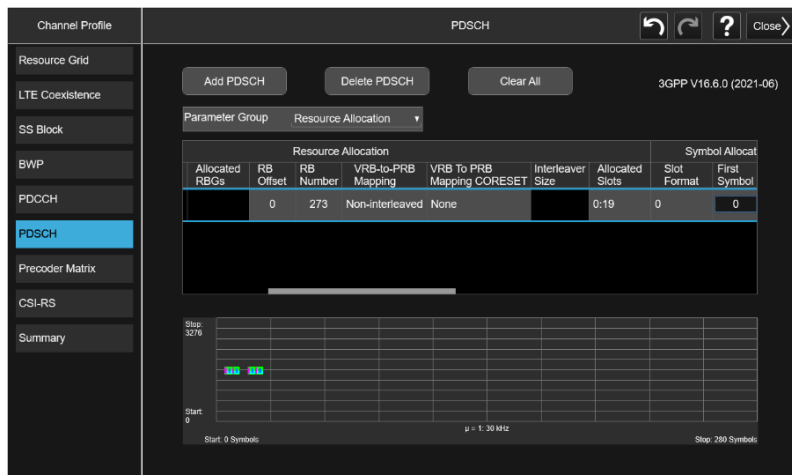 Channel Profile
PDSCH
?
Close
Resource Grid
LTE Coexistence
SS Block
BWP
PDCCH
PDSCH
Precoder Matrix
CSI-RS
Summary
Add PDSCH
Delete PDSCH
Clear All
3GPP V16.6.0 (2021-06)
Parameter Group
Resource Allocation
Resource Allocation
Symbol Allocat
Allocated RBGs
RB Offset
RB Number
VRB-to-PRB Mapping
VRB To PRB Mapping CORESET
Interleaver Size
Allocated Slots
Slot Format
First Symbol
0
273
Non-interleaved
None
0:19
0
0
Stop:
3276
Start:
0
µ = 1: 30 kHz
Start: 0 Symbols
Stop: 280 Symbols